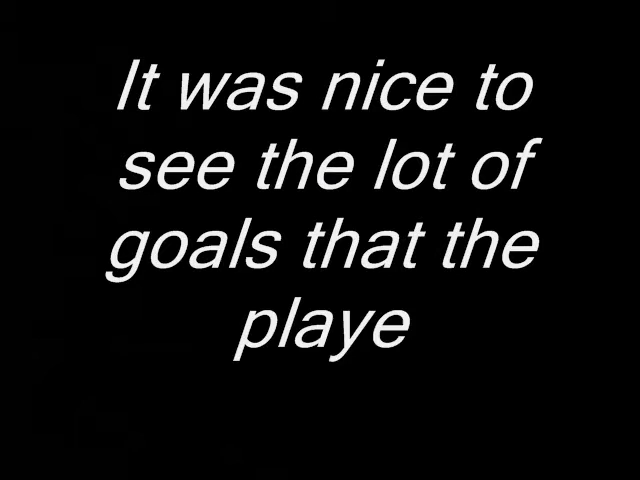 It was nice to
see the lot of
goals that the
playe